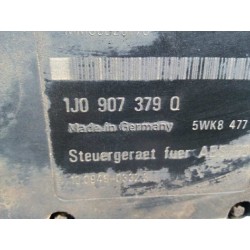 1J0 907 379 Q
Made in Germany 5WK8 477
Steuergeraet fuer